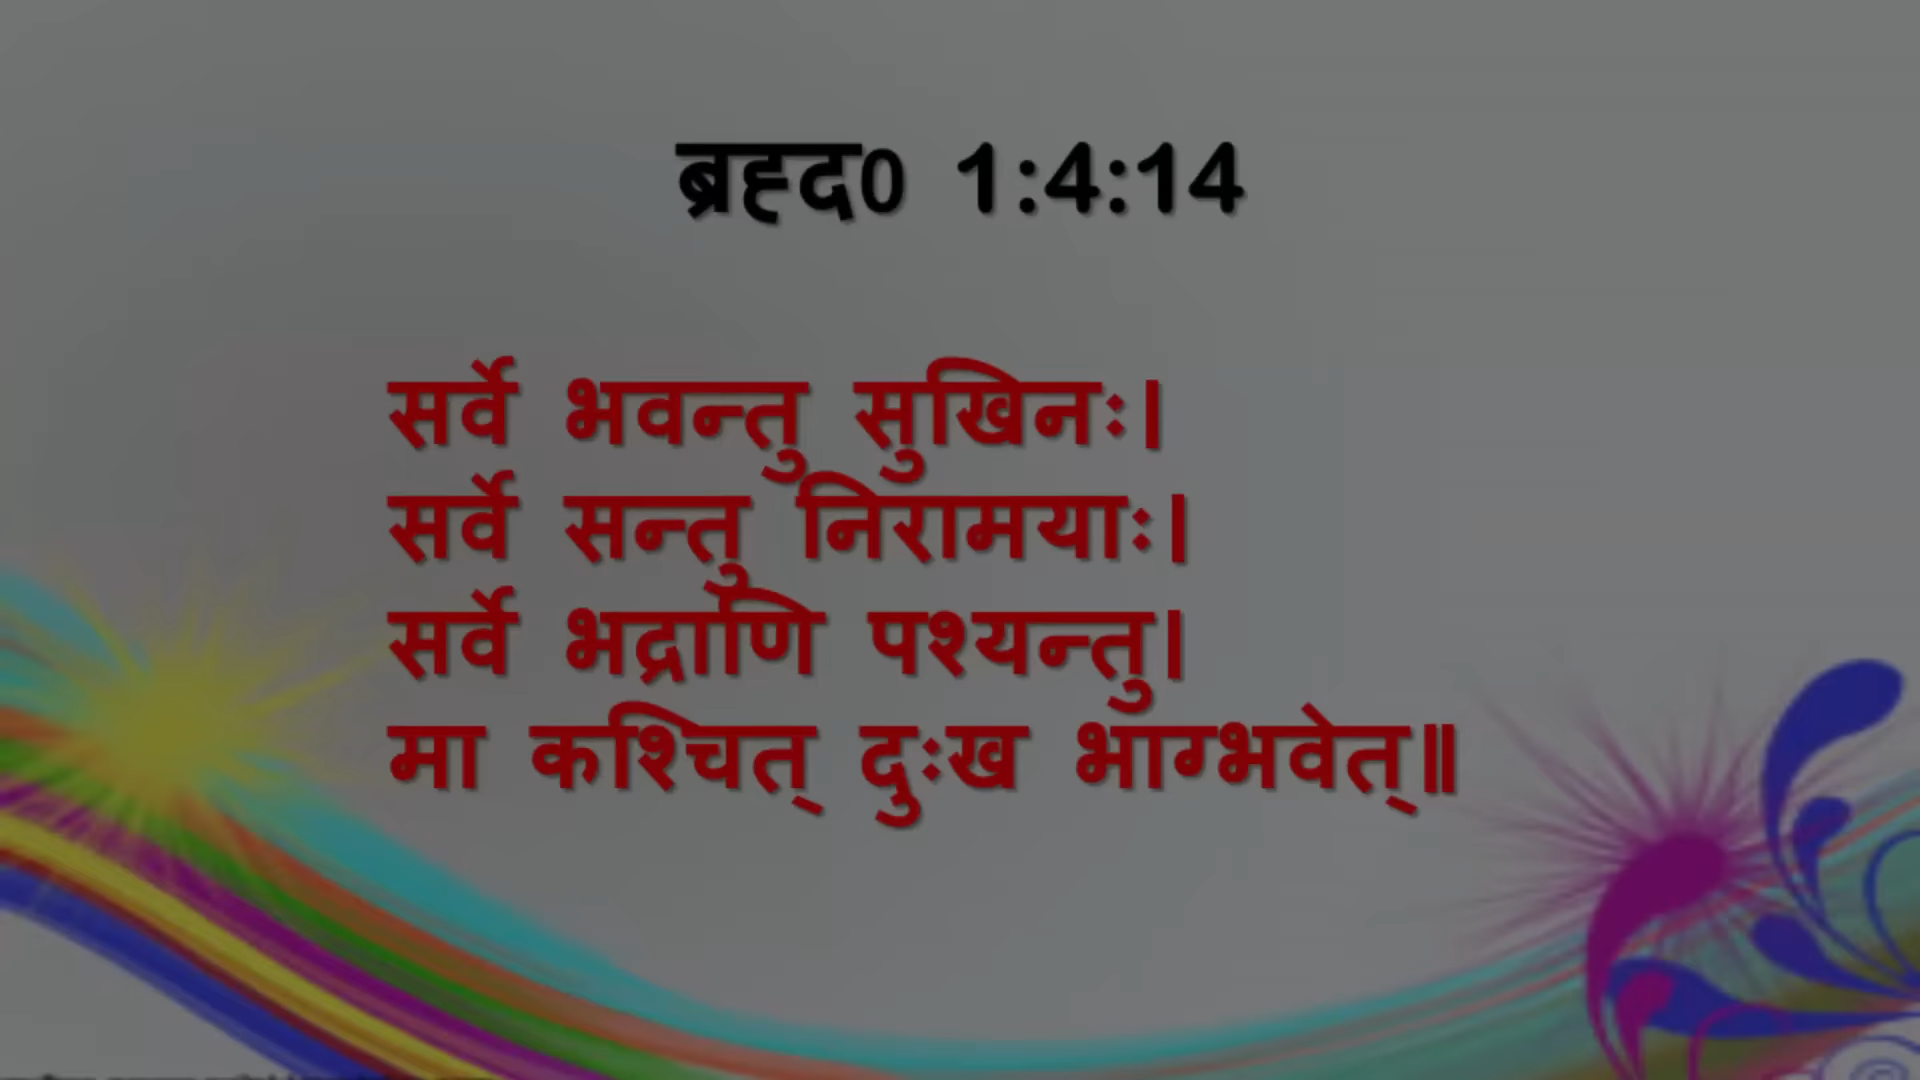 ब्रह्द0 1:4:14
सर्वे भवन्तु सुखिनः।
सर्वे सन्तु निरामयाः।
सर्वे भद्राणि पश्यन्तु।
मा कश्चित् दुःख भाग्भवेत्॥